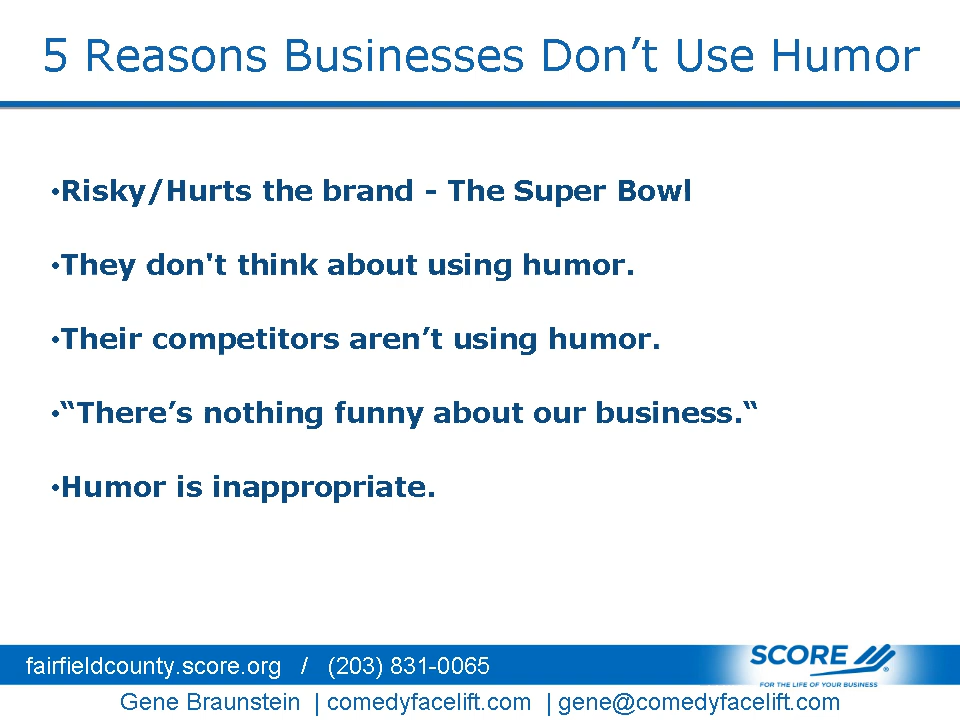 5 Reasons Businesses Don’t Use Humor
•Risky/Hurts the brand - The Super Bowl
•They don't think about using humor.
•Their competitors aren’t using humor.
•“There’s nothing funny about our business.“
•Humor is inappropriate.
fairfieldcounty.score.org / (203) 831-0065
SCORE
®
FOR THE LIFE OF YOUR BUSINESS
Gene Braunstein | comedyfacelift.com | gene@comedyfacelift.com